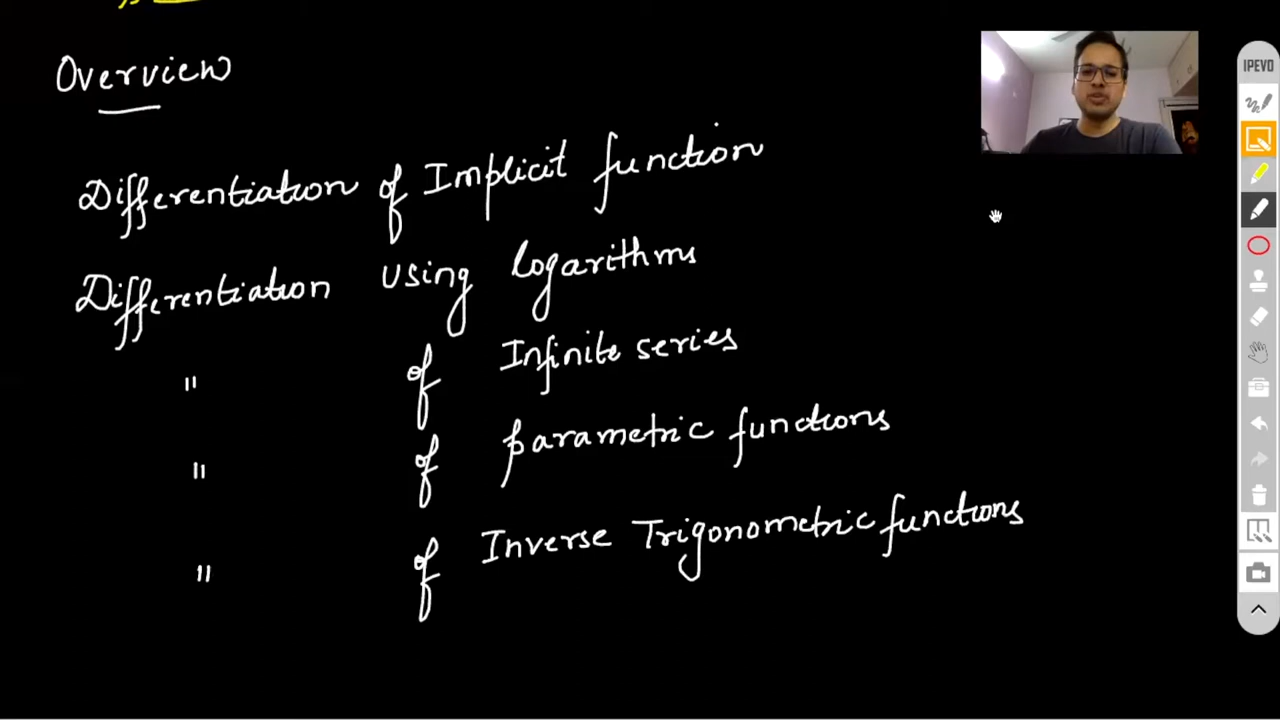 Overview
Differentiation of Implicit function
Differentiation using logarithms
" of Infinite series
" of parametric functions
" of Inverse Trigonometric functions
IPEVO